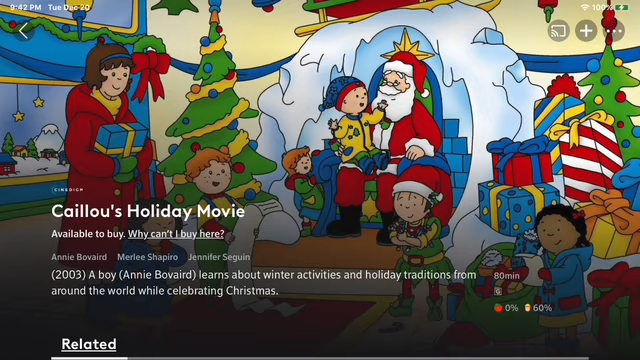 9:42 PM Tue Dec 20
100%
CINEDIGM
Caillou's Holiday Movie
Available to buy. Why can't I buy here?
Annie Bovaird Merlee Shapiro Jennifer Seguin
(2003) A boy (Annie Bovaird) learns about winter activities and holiday traditions from
around the world while celebrating Christmas.
80min
G
0% 60%
Related